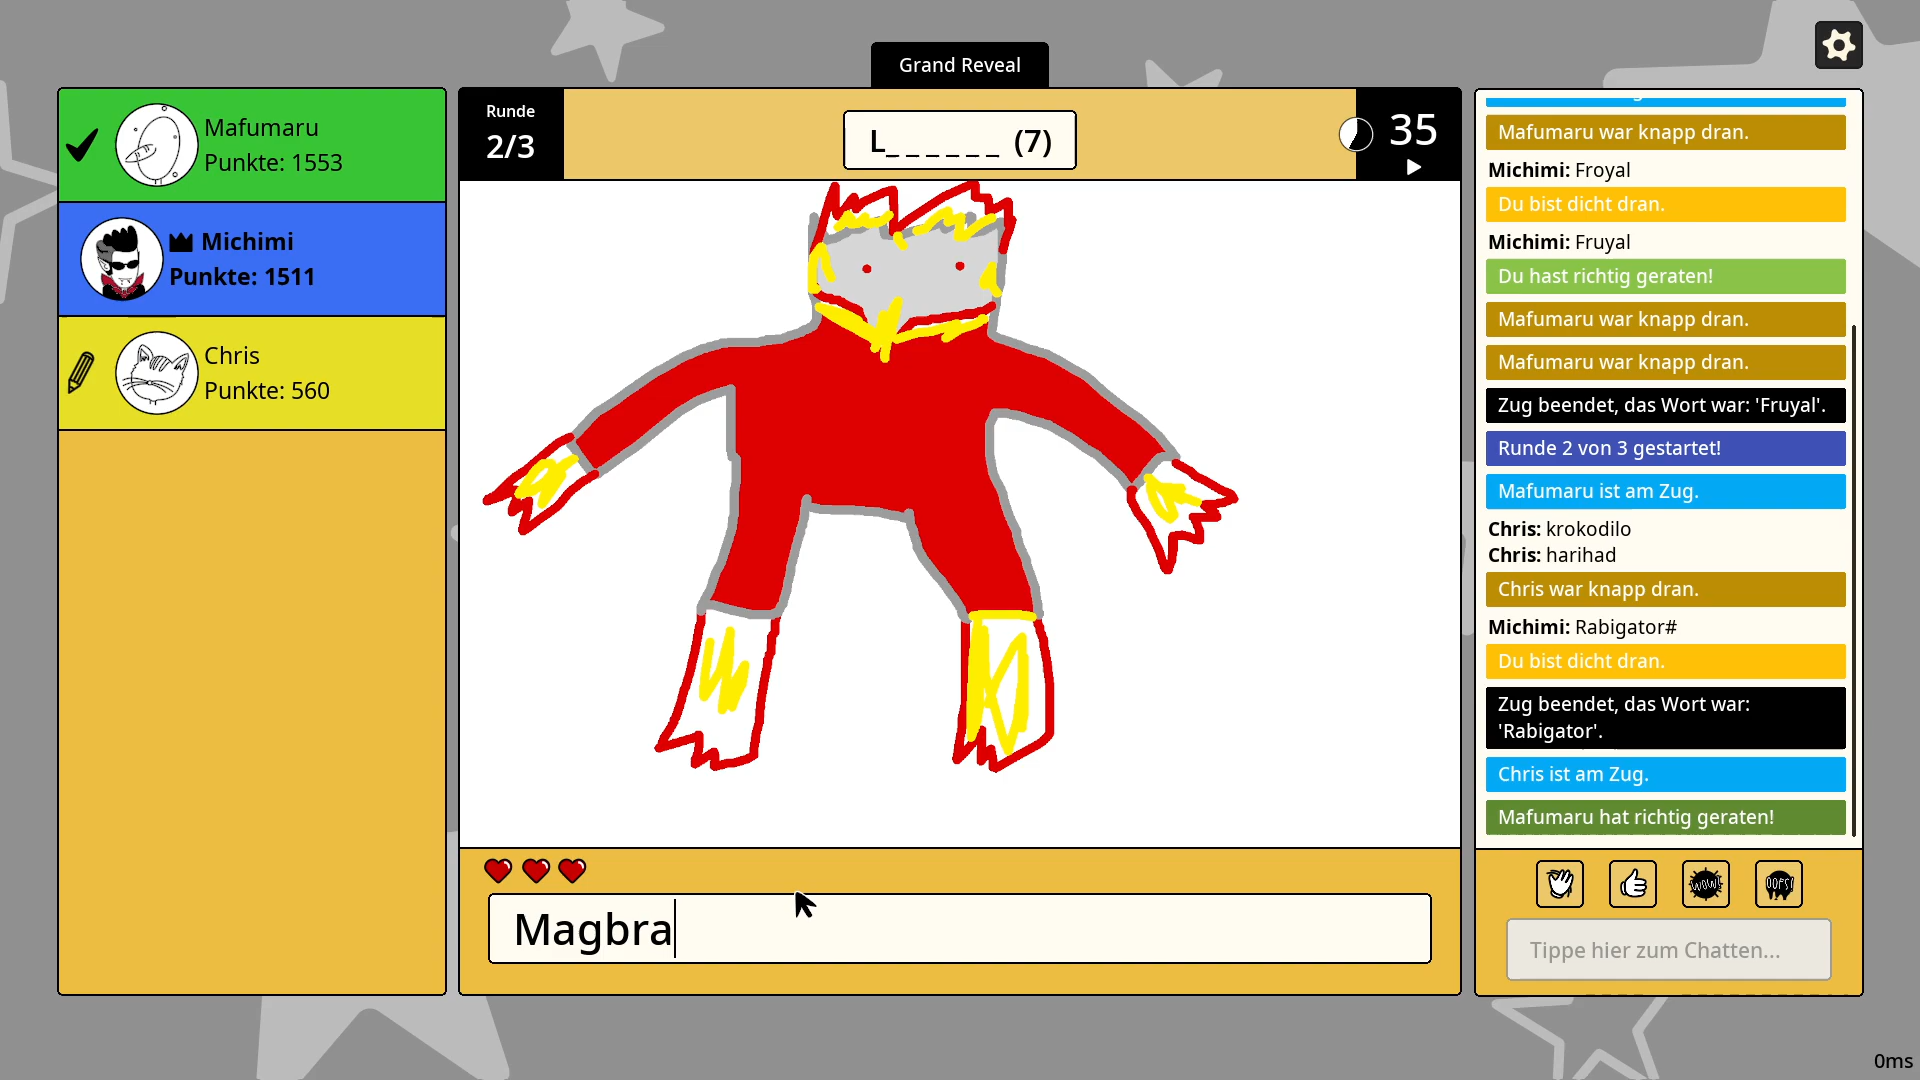 Grand Reveal
Mafumaru
Punkte: 1553
Michimi
Punkte: 1511
Chris
Punkte: 560
Runde
2/3
L_ _ _ _ _ _ (7)
35
Magbra
Mafumaru war knapp dran.
Michimi: Froyal
Du bist dicht dran.
Michimi: Fruyal
Du hast richtig geraten!
Mafumaru war knapp dran.
Mafumaru war knapp dran.
Zug beendet, das Wort war: 'Fruyal'.
Runde 2 von 3 gestartet!
Mafumaru ist am Zug.
Chris: krokodilo
Chris: harihad
Chris war knapp dran.
Michimi: Rabigator#
Du bist dicht dran.
Zug beendet, das Wort war:
'Rabigator'.
Chris ist am Zug.
Mafumaru hat richtig geraten!
WOW!
OOPS!
Tippe hier zum Chatten...
0ms